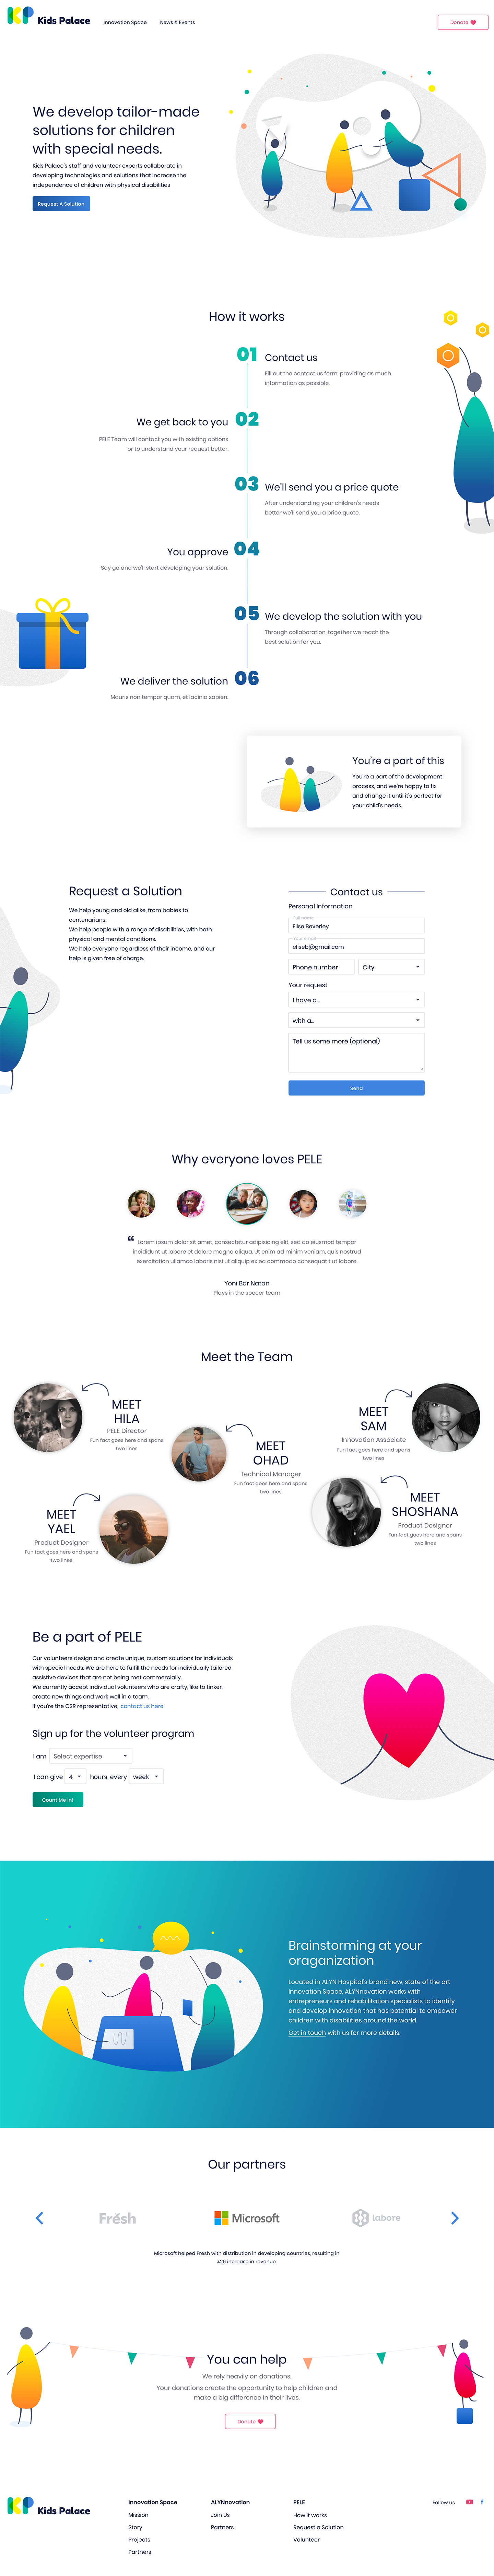 Kids Palace
Innovation Space
News & Events
Donate
We develop tailor-made
solutions for children
with special needs.
Kids Palace's staff and volunteer experts collaborate in
developing technologies and solutions that increase the
independence of children with physical disabilities
Request A Solution
How it works
01 Contact us
Fill out the contact us form, providing as much
information as possible.
We get back to you 02
PELE Team will contact you with existing options
or to understand your request better.
03 We'll send you a price quote
After understanding your children's needs
better we'll send you a price quote.
You approve 04
Say go and we'll start developing your solution.
05 We develop the solution with you
Through collaboration, together we reach the
best solution for you.
We deliver the solution 06
Mauris non tempor quam, et lacinia sapien.
You're a part of this
You're a part of the development
process, and we're happy to fix
and change it until it's perfect for
your child's needs.
Request a Solution
We help young and old alike, from babies to
centenarians.
We help people with a range of disabilities, with both
physical and mental conditions.
We help everyone regardless of their income, and our
help is given free of charge.
Contact us
Personal Information
Full name
Elise Beverley
Your email
eliseb@gmail.com
Phone number
City
Your request
I have a...
with a...
Tell us some more (optional)
Send
Why everyone loves PELE
“ Lorem ipsum dolor sit amet, consectetur adipisicing elit, sed do eiusmod tempor
incididunt ut labore et dolore magna aliqua. Ut enim ad minim veniam, quis nostrud
exercitation ullamco laboris nisi ut aliquip ex ea commodo consequat t ut labore.
Yoni Bar Natan
Plays in the soccer team
Meet the Team
MEET
HILA
PELE Director
Fun fact goes here and spans
two lines
MEET
OHAD
Technical Manager
Fun fact goes here and spans
two lines
MEET
SAM
Innovation Associate
Fun fact goes here and spans
two lines
MEET
YAEL
Product Designer
Fun fact goes here and spans
two lines
MEET
SHOSHANA
Product Designer
Fun fact goes here and spans
two lines
Be a part of PELE
Our volunteers design and create unique, custom solutions for individuals
with special needs. We are here to fulfill the needs for individually tailored
assistive devices that are not being met commercially.
We currently accept individual volunteers who are crafty, like to tinker,
create new things and work well in a team.
If you're the CSR representative, contact us here.
Sign up for the volunteer program
I am Select expertise
I can give 4 hours, every week
Count Me In!
Brainstorming at your
oraganization
Located in ALYN Hospital's brand new, state of the art
Innovation Space, ALYNnovation works with
entrepreneurs and rehabilitation specialists to identify
and develop innovation that has potential to empower
children with disabilities around the world.
Get in touch with us for more details.
Our partners
Frésh
Microsoft
labore
Microsoft helped Fresh with distribution in developing countries, resulting in
%26 increase in revenue.
You can help
We rely heavily on donations.
Your donations create the opportunity to help children and
make a big difference in their lives.
Donate
Kids Palace
Innovation Space
Mission
Story
Projects
Partners
ALYNnovation
Join Us
Partners
PELE
How it works
Request a Solution
Volunteer
Follow us